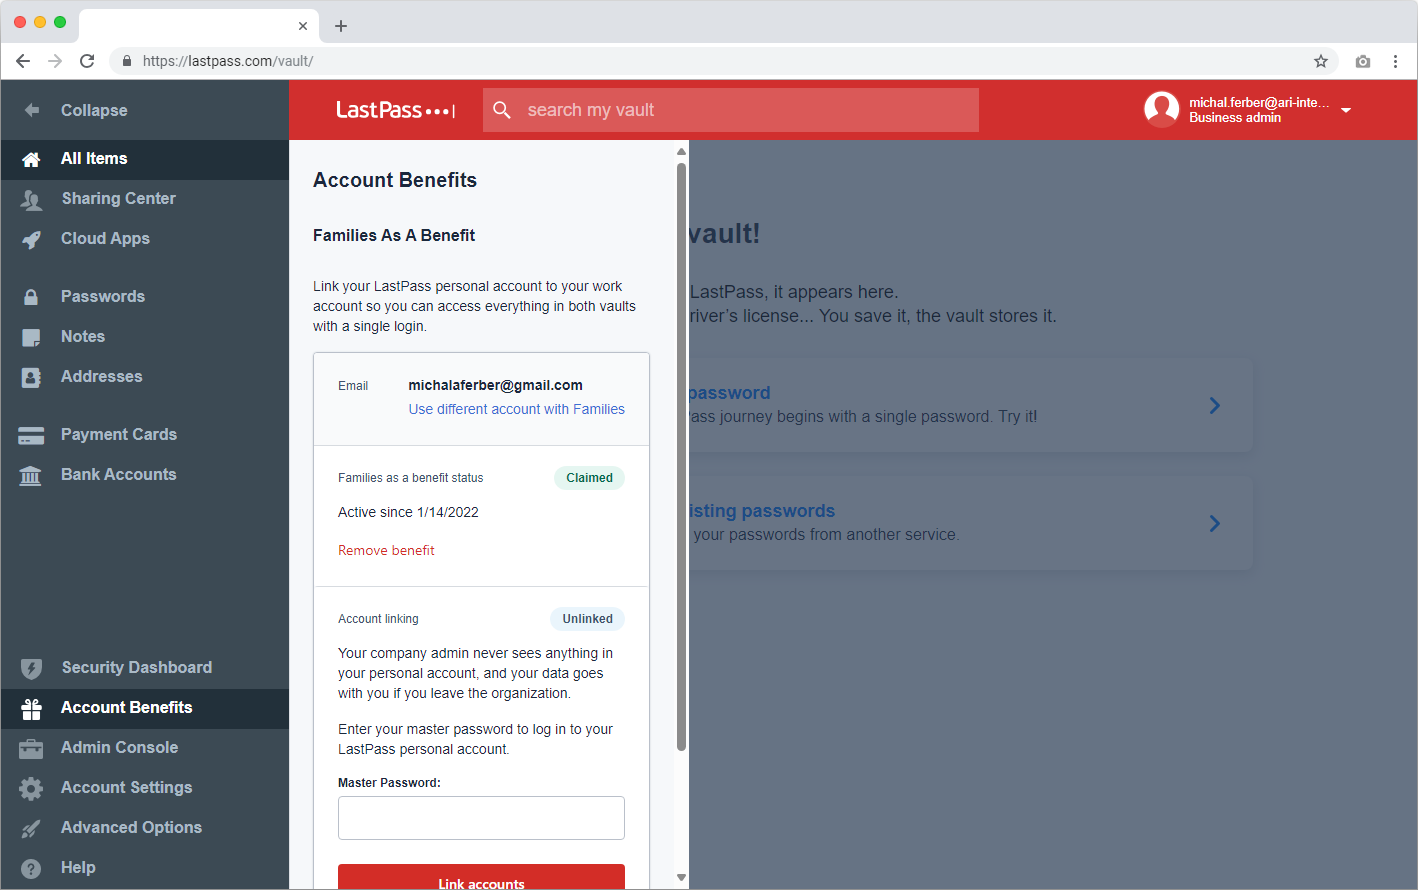 https://lastpass.com/vault/
Collapse
LastPass
search my vault
michal.ferber@ari-inte...
Business admin
All Items
Sharing Center
Cloud Apps
Passwords
Notes
Addresses
Payment Cards
Bank Accounts
Security Dashboard
Account Benefits
Admin Console
Account Settings
Advanced Options
Help
Account Benefits
Families As A Benefit
Link your LastPass personal account to your work
account so you can access everything in both vaults
with a single login.
Email
michalaferber@gmail.com
Use different account with Families
Families as a benefit status
Claimed
Active since 1/14/2022
Remove benefit
Account linking
Unlinked
Your company admin never sees anything in
your personal account, and your data goes
with you if you leave the organization.
Enter your master password to log in to your
LastPass personal account.
Master Password:
Link accounts
vault!
LastPass, it appears here.
river's license... You save it, the vault stores it.
password
Pass journey begins with a single password. Try it!
isting passwords
your passwords from another service.